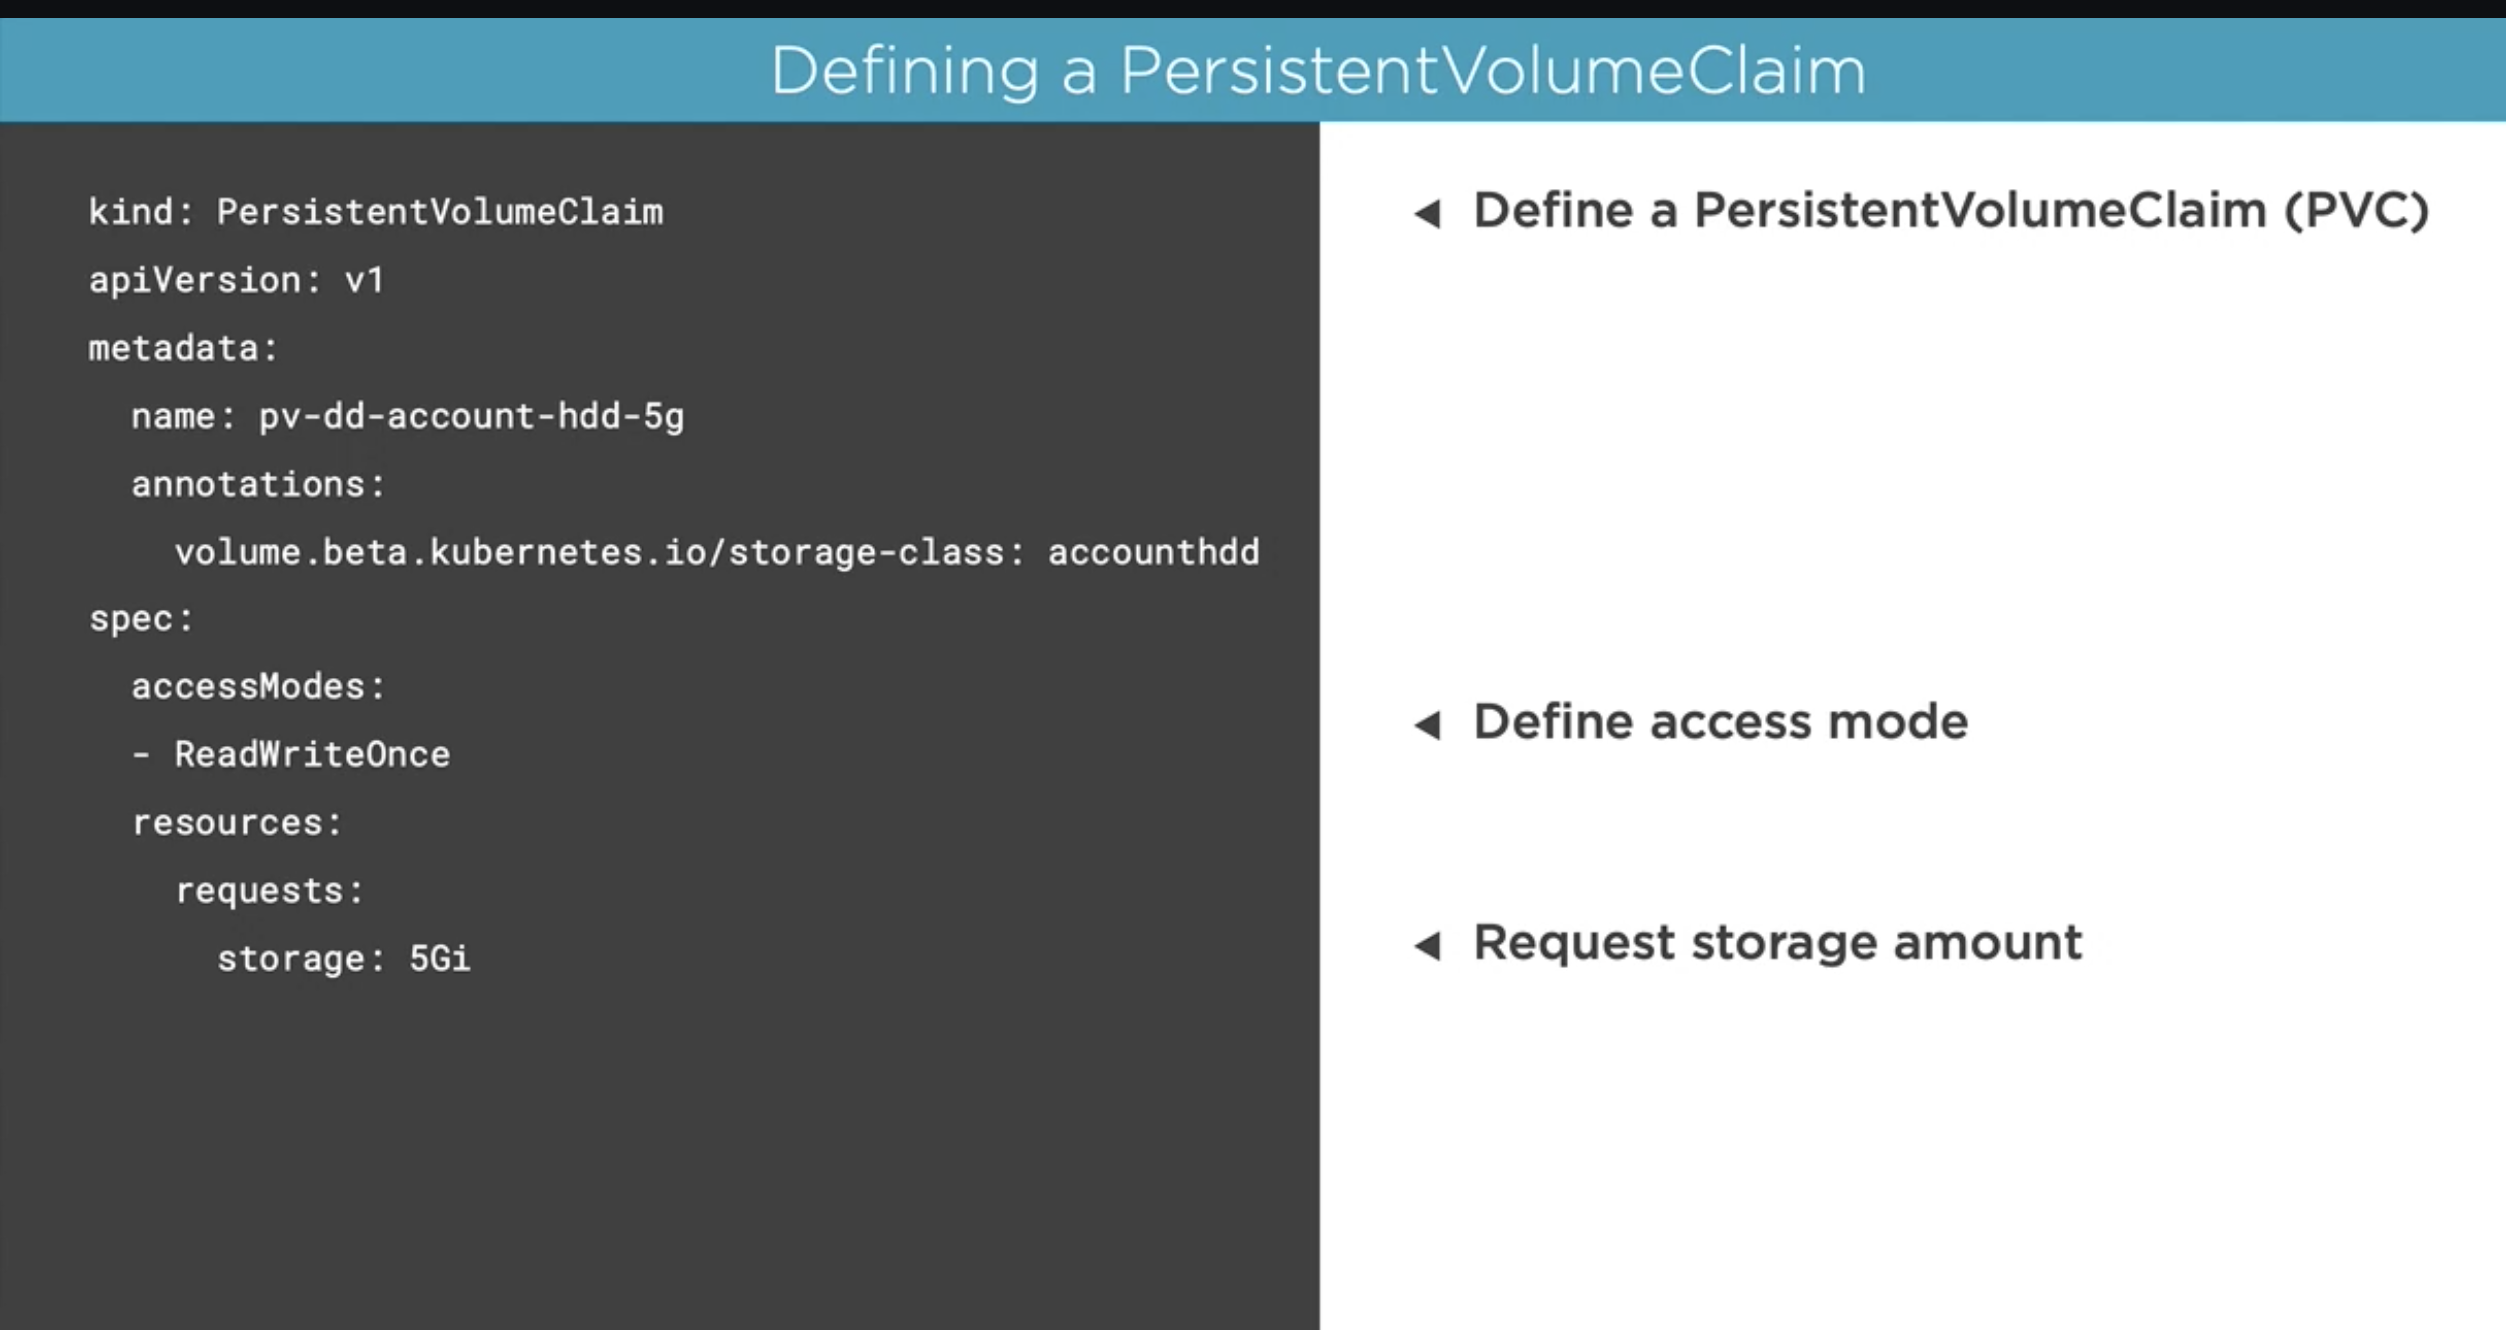 Defining a PersistentVolumeClaim
kind: PersistentVolumeClaim
apiVersion: v1
metadata:
  name: pv-dd-account-hdd-5g
  annotations:
    volume.beta.kubernetes.io/storage-class: accounthdd
spec:
  accessModes:
  - ReadWriteOnce
  resources:
    requests:
      storage: 5Gi
◀ Define a PersistentVolumeClaim (PVC)
◀ Define access mode
◀ Request storage amount